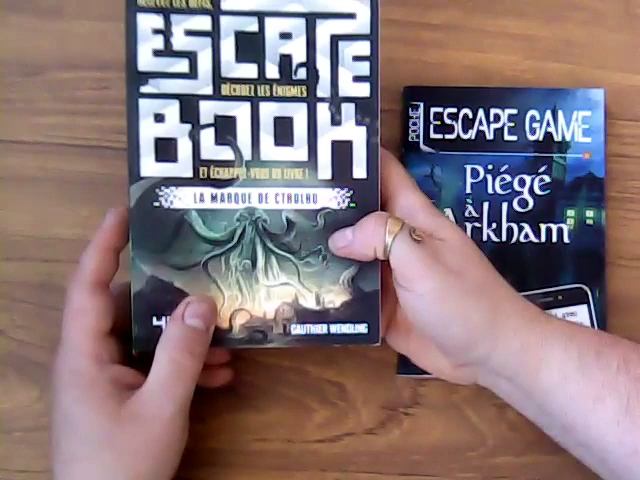 ESCAPE
DÉCODEZ LES ÉNIGMES
BOOK
ET ÉCHAPPEZ-VOUS DU LIVRE !
LA MARQUE DE CTHULHU
GAUTHIER WENDLING
POCHE
ESCAPE GAME
Piégé
à
Arkham